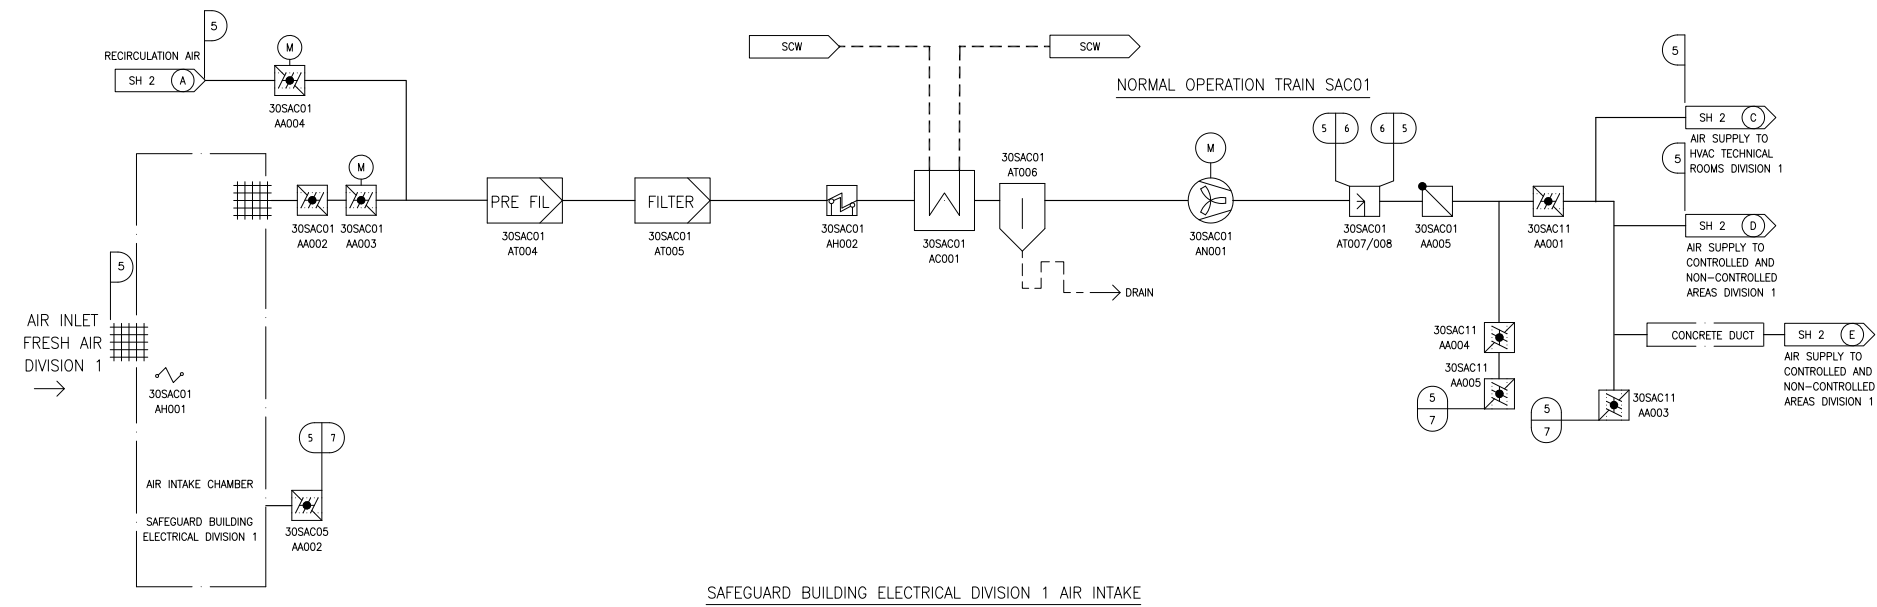 5
RECIRCULATION AIR
SH 2 A
M
30SAC01
AA004
SCW
SCW
NORMAL OPERATION TRAIN SAC01
5
SH 2 C
AIR SUPPLY TO
HVAC TECHNICAL
ROOMS DIVISION 1
5
SH 2 D
AIR SUPPLY TO
CONTROLLED AND
NON-CONTROLLED
AREAS DIVISION 1
M
30SAC01
AA002
30SAC01
AA003
PRE FIL
30SAC01
AT004
FILTER
30SAC01
AT005
30SAC01
AH002
30SAC01
AC001
30SAC01
AT006
DRAIN
M
30SAC01
AN001
5 6
6 5
30SAC01
AT007/008
30SAC01
AA005
30SAC11
AA001
30SAC11
AA004
30SAC11
AA005
5
7
5
7
30SAC11
AA003
CONCRETE DUCT
SH 2 E
AIR SUPPLY TO
CONTROLLED AND
NON-CONTROLLED
AREAS DIVISION 1
5
AIR INLET
FRESH AIR
DIVISION 1
30SAC01
AH001
AIR INTAKE CHAMBER
SAFEGUARD BUILDING
ELECTRICAL DIVISION 1
5 7
30SAC05
AA002
SAFEGUARD BUILDING ELECTRICAL DIVISION 1 AIR INTAKE